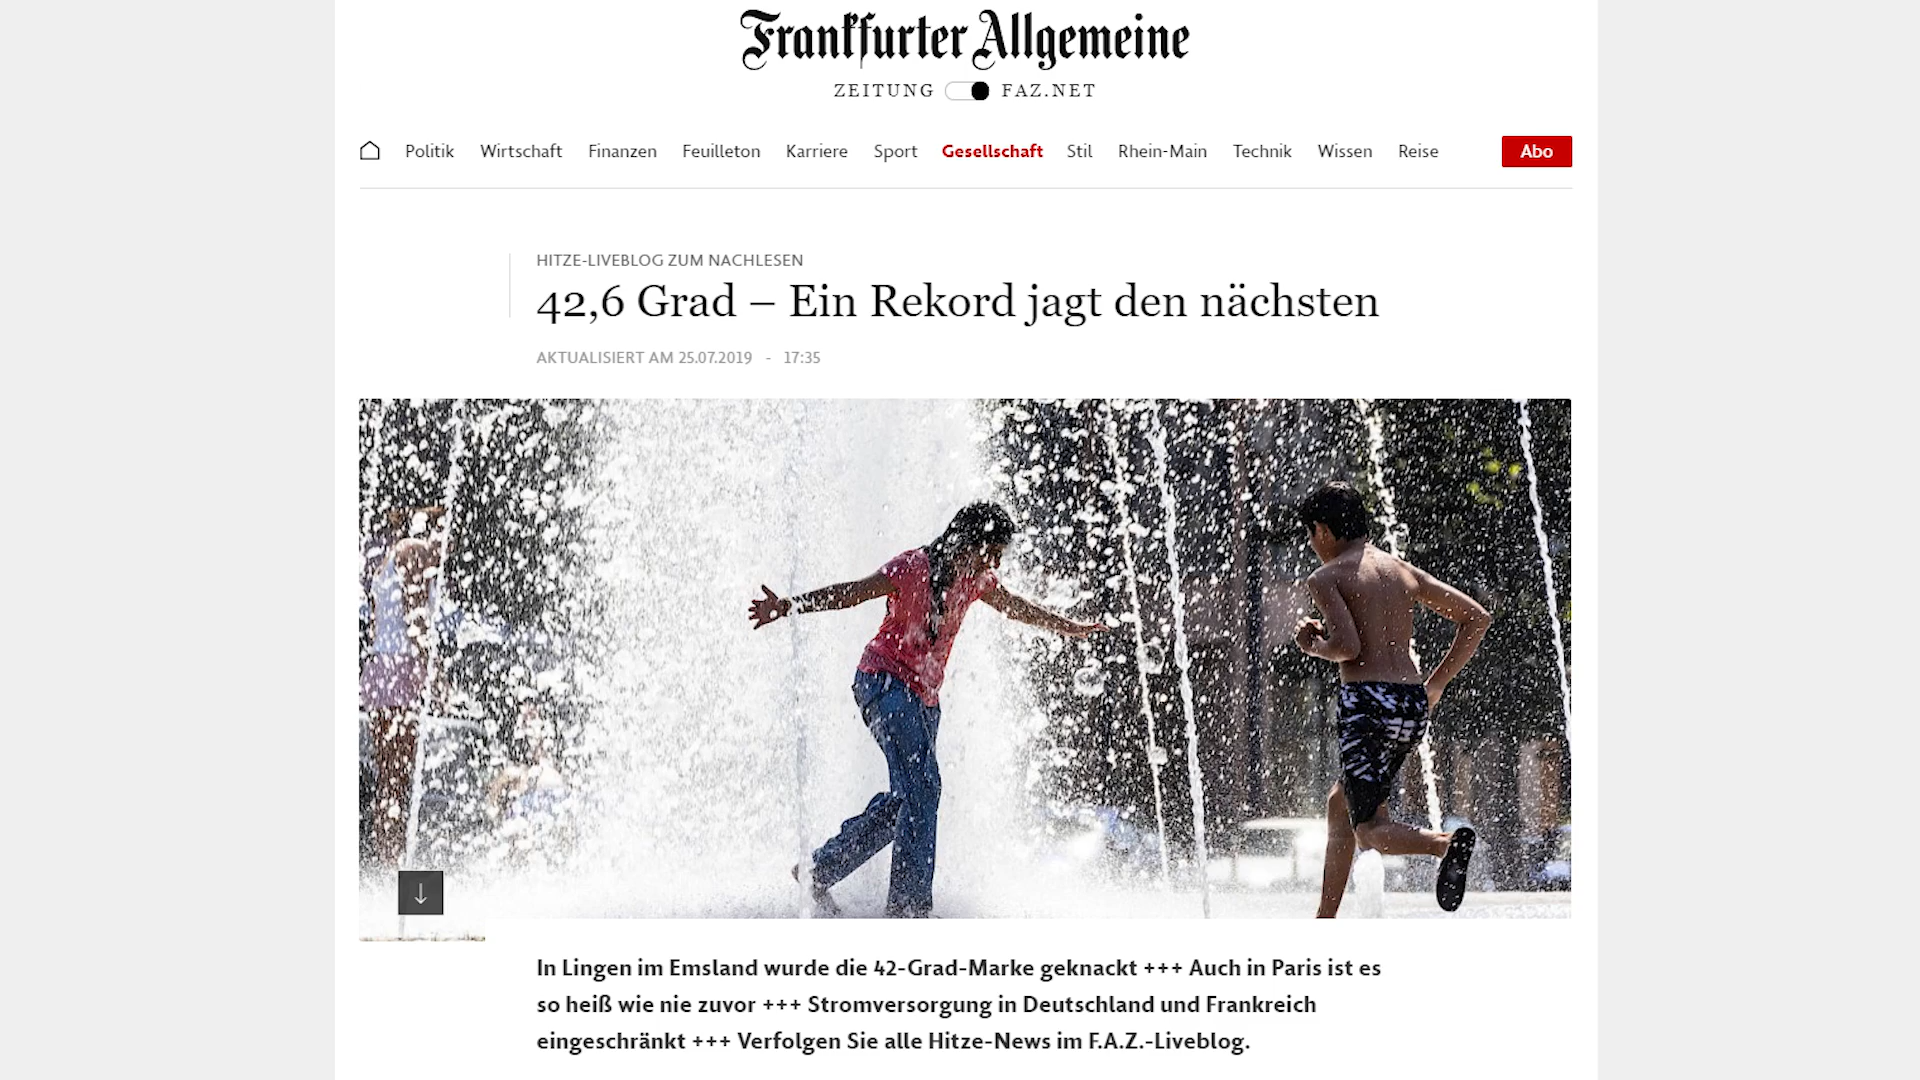 Frankfurter Allgemeine
ZEITUNG FAZ.NET
Politik Wirtschaft Finanzen Feuilleton Karriere Sport Gesellschaft Stil Rhein-Main Technik Wissen Reise Abo
HITZE-LIVEBLOG ZUM NACHLESEN
42,6 Grad – Ein Rekord jagt den nächsten
AKTUALISIERT AM 25.07.2019 - 17:35
In Lingen im Emsland wurde die 42-Grad-Marke geknackt +++ Auch in Paris ist es
so heiß wie nie zuvor +++ Stromversorgung in Deutschland und Frankreich
eingeschränkt +++ Verfolgen Sie alle Hitze-News im F.A.Z.-Liveblog.